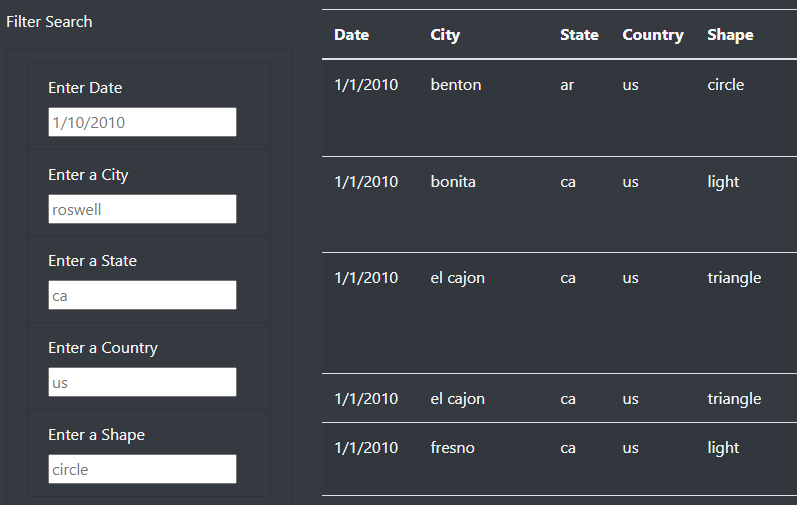 Filter Search
Enter Date
1/10/2010
Enter a City
roswell
Enter a State
ca
Enter a Country
us
Enter a Shape
circle
Date City State Country Shape
1/1/2010 benton ar us circle
1/1/2010 bonita ca us light
1/1/2010 el cajon ca us triangle
1/1/2010 el cajon ca us triangle
1/1/2010 fresno ca us light